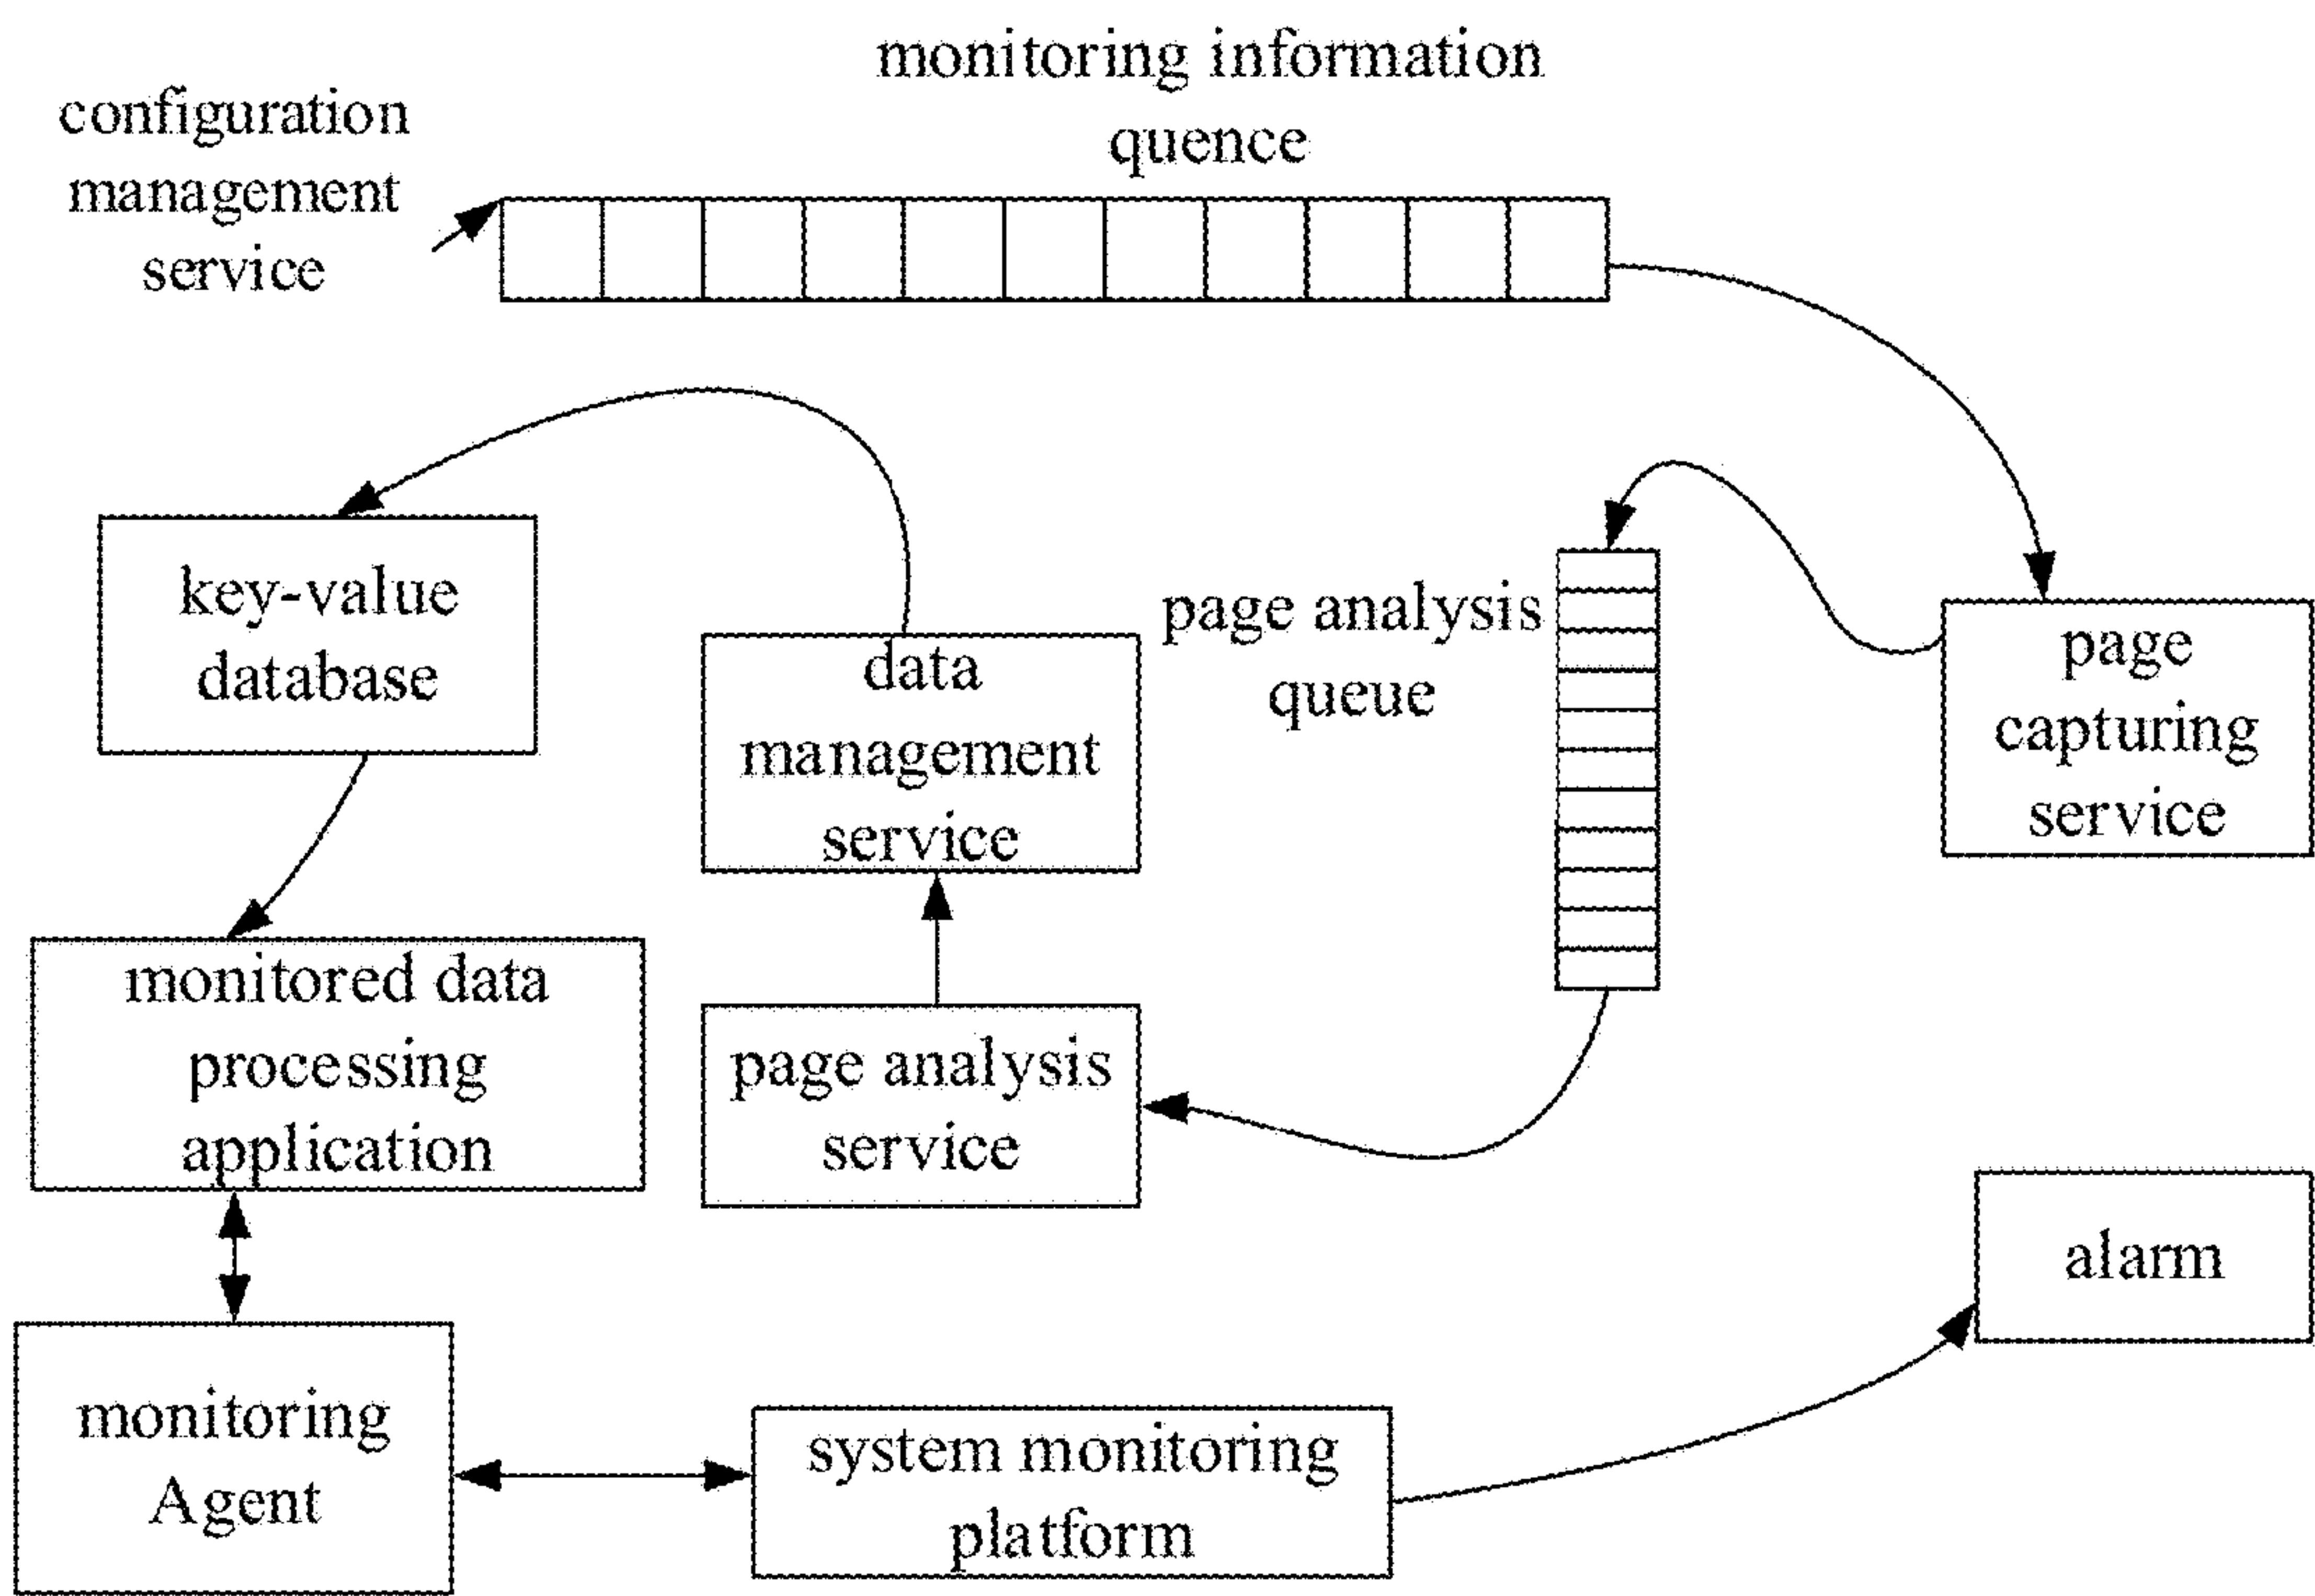 monitoring information
quence
configuration
management
service
key-value
database
data
management
service
page analysis
queue
page
capturing
service
monitored data
processing
application
page analysis
service
alarm
monitoring
Agent
system monitoring
platform